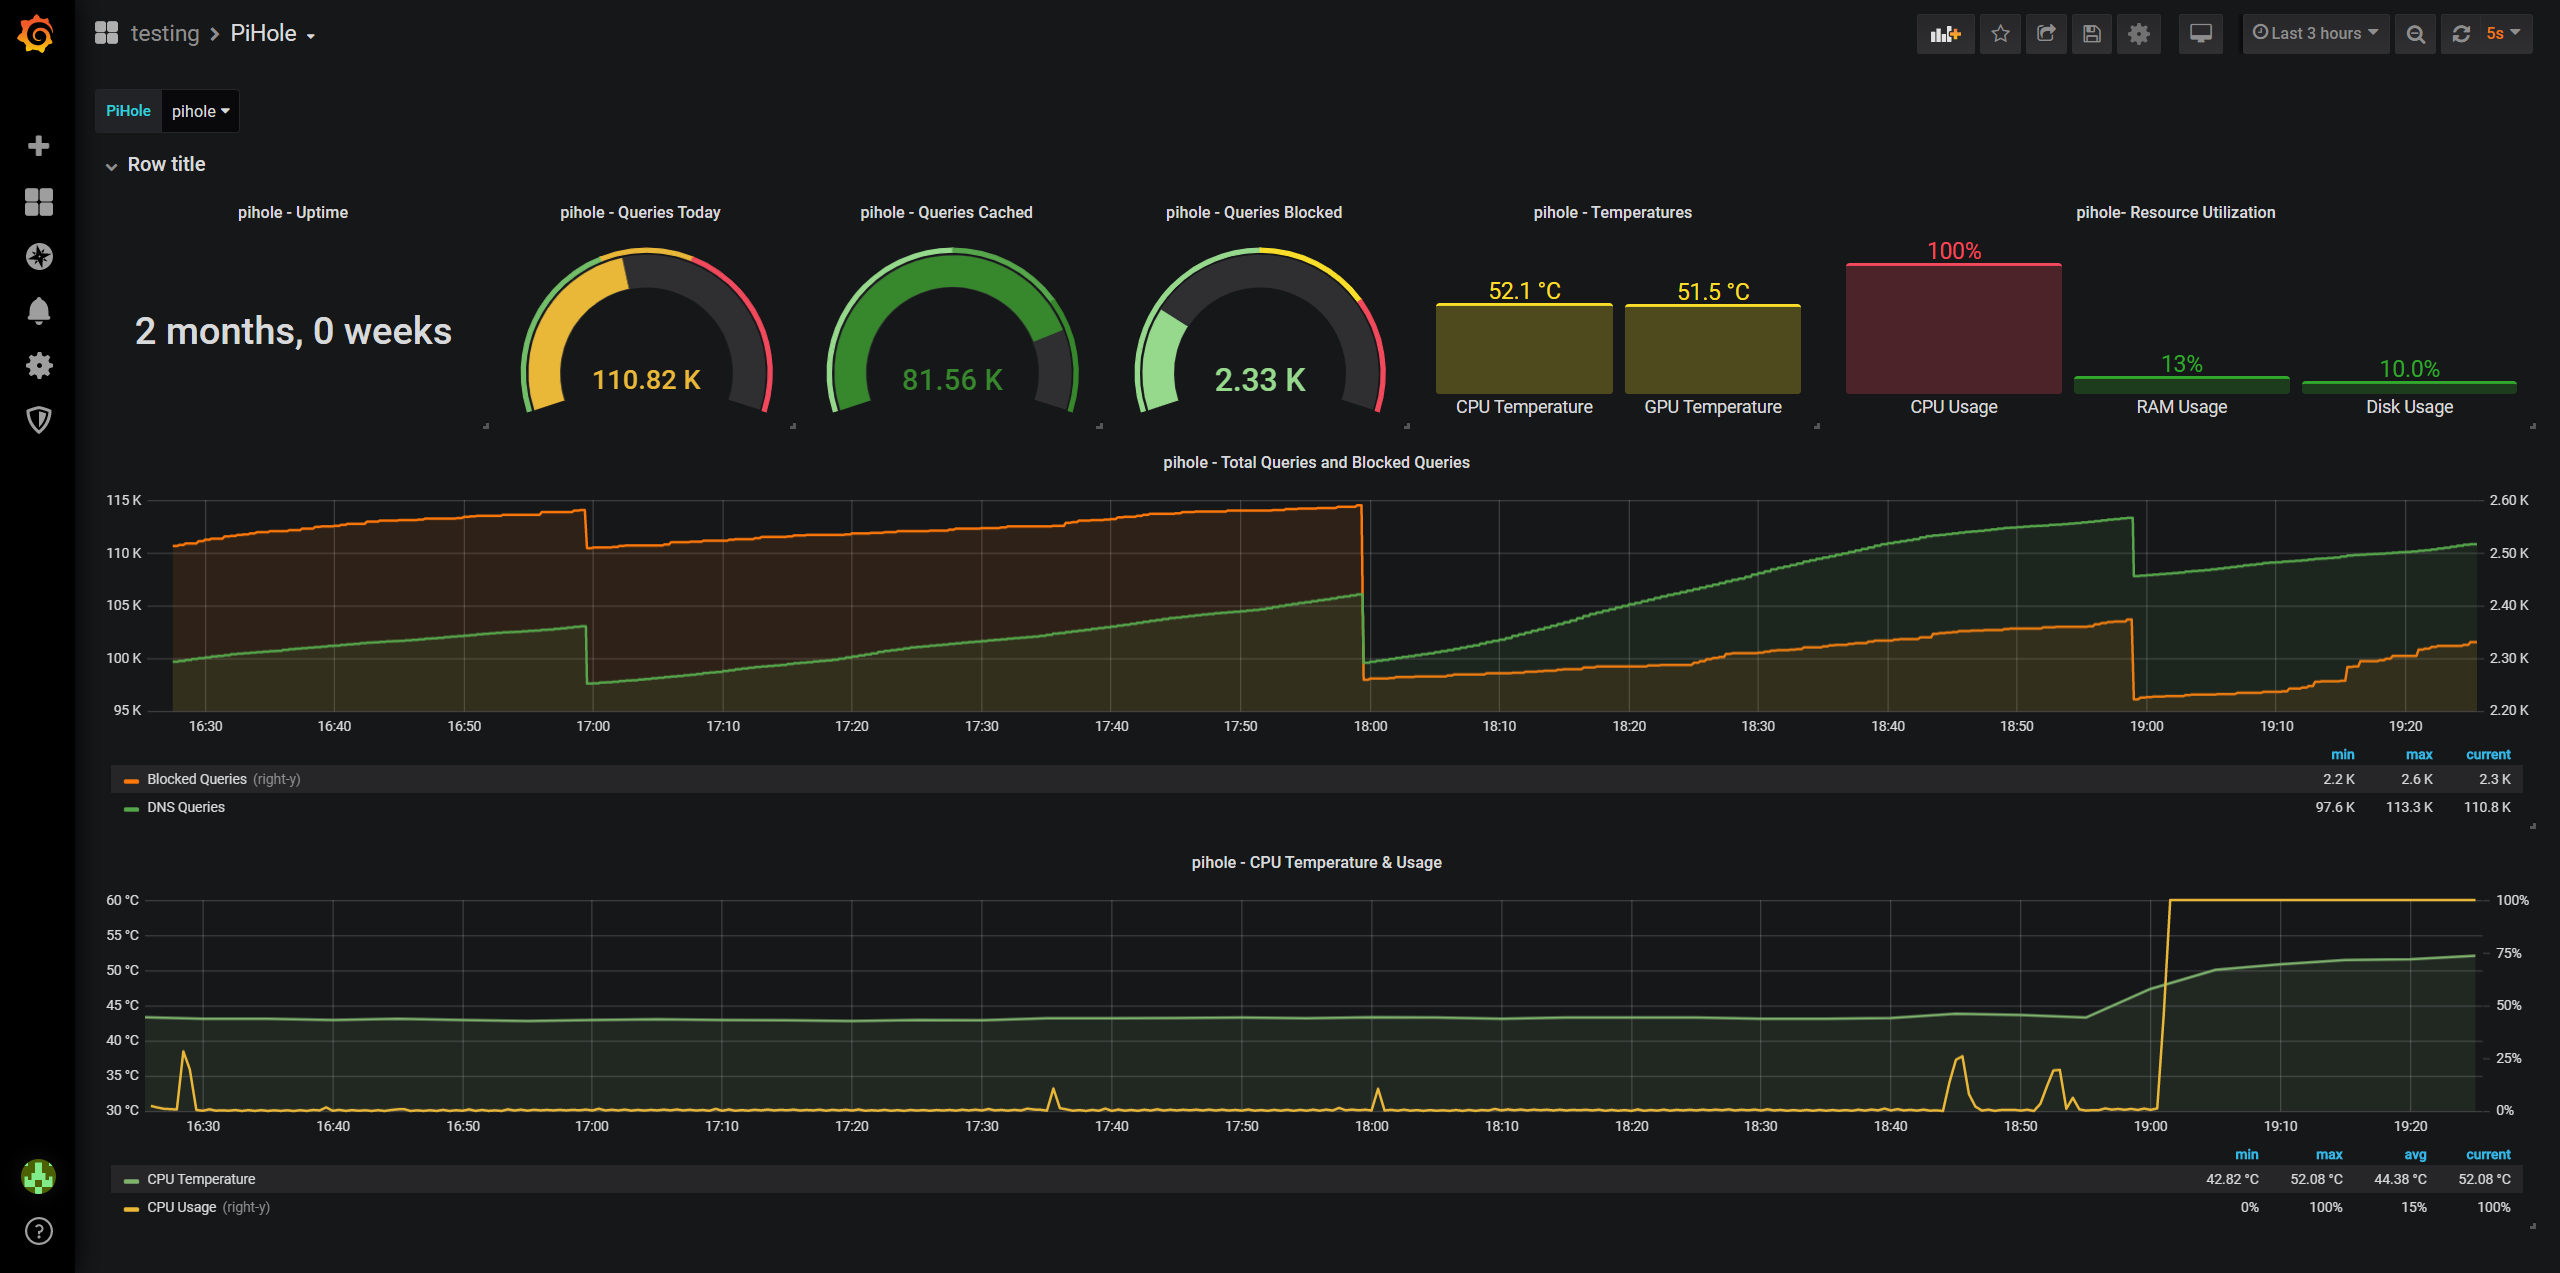 testing > PiHole
Last 3 hours
5s
PiHole pihole
Row title
pihole - Uptime
2 months, 0 weeks
pihole - Queries Today
110.82 K
pihole - Queries Cached
81.56 K
pihole - Queries Blocked
2.33 K
pihole - Temperatures
52.1 °C 51.5 °C
CPU Temperature GPU Temperature
pihole- Resource Utilization
100% 13% 10.0%
CPU Usage RAM Usage Disk Usage
pihole - Total Queries and Blocked Queries
115 K 2.60 K
110 K 2.50 K
105 K 2.40 K
100 K 2.30 K
95 K 2.20 K
16:30 16:40 16:50 17:00 17:10 17:20 17:30 17:40 17:50 18:00 18:10 18:20 18:30 18:40 18:50 19:00 19:10 19:20
min max current
Blocked Queries (right-y) 2.2 K 2.6 K 2.3 K
DNS Queries 97.6 K 113.3 K 110.8 K
pihole - CPU Temperature & Usage
60 °C 100%
55 °C
50 °C 75%
45 °C 50%
40 °C
35 °C 25%
30 °C 0%
16:30 16:40 16:50 17:00 17:10 17:20 17:30 17:40 17:50 18:00 18:10 18:20 18:30 18:40 18:50 19:00 19:10 19:20
min max avg current
CPU Temperature 42.82 °C 52.08 °C 44.38 °C 52.08 °C
CPU Usage (right-y) 0% 100% 15% 100%